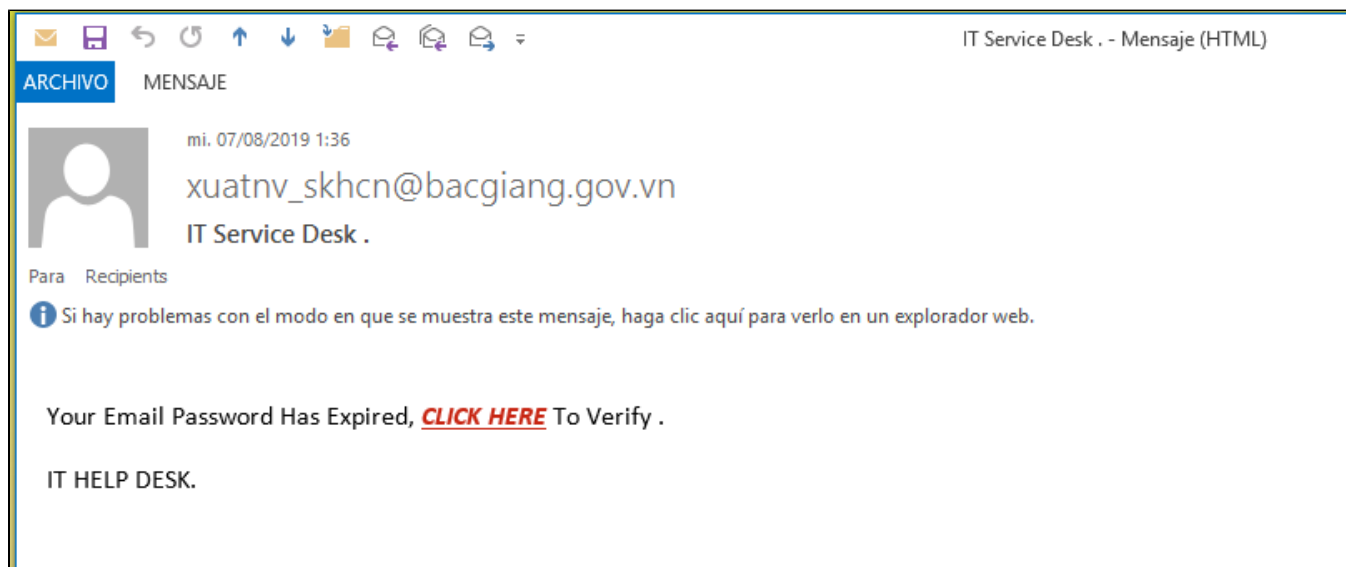 IT Service Desk . - Mensaje (HTML)
ARCHIVO MENSAJE
mi. 07/08/2019 1:36
xuatnv_skhcn@bacgiang.gov.vn
IT Service Desk .
Para Recipients
Si hay problemas con el modo en que se muestra este mensaje, haga clic aquí para verlo en un explorador web.
Your Email Password Has Expired, CLICK HERE To Verify .
IT HELP DESK.